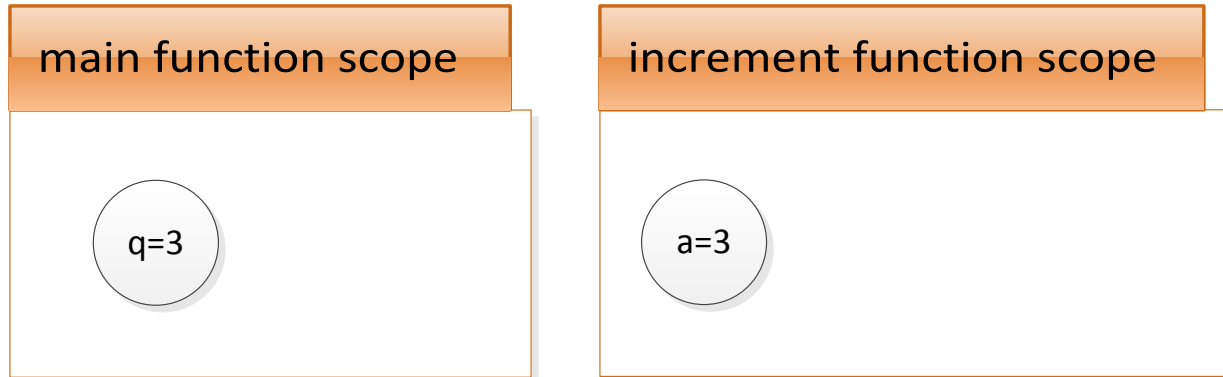 main function scope
increment function scope
q=3
a=3